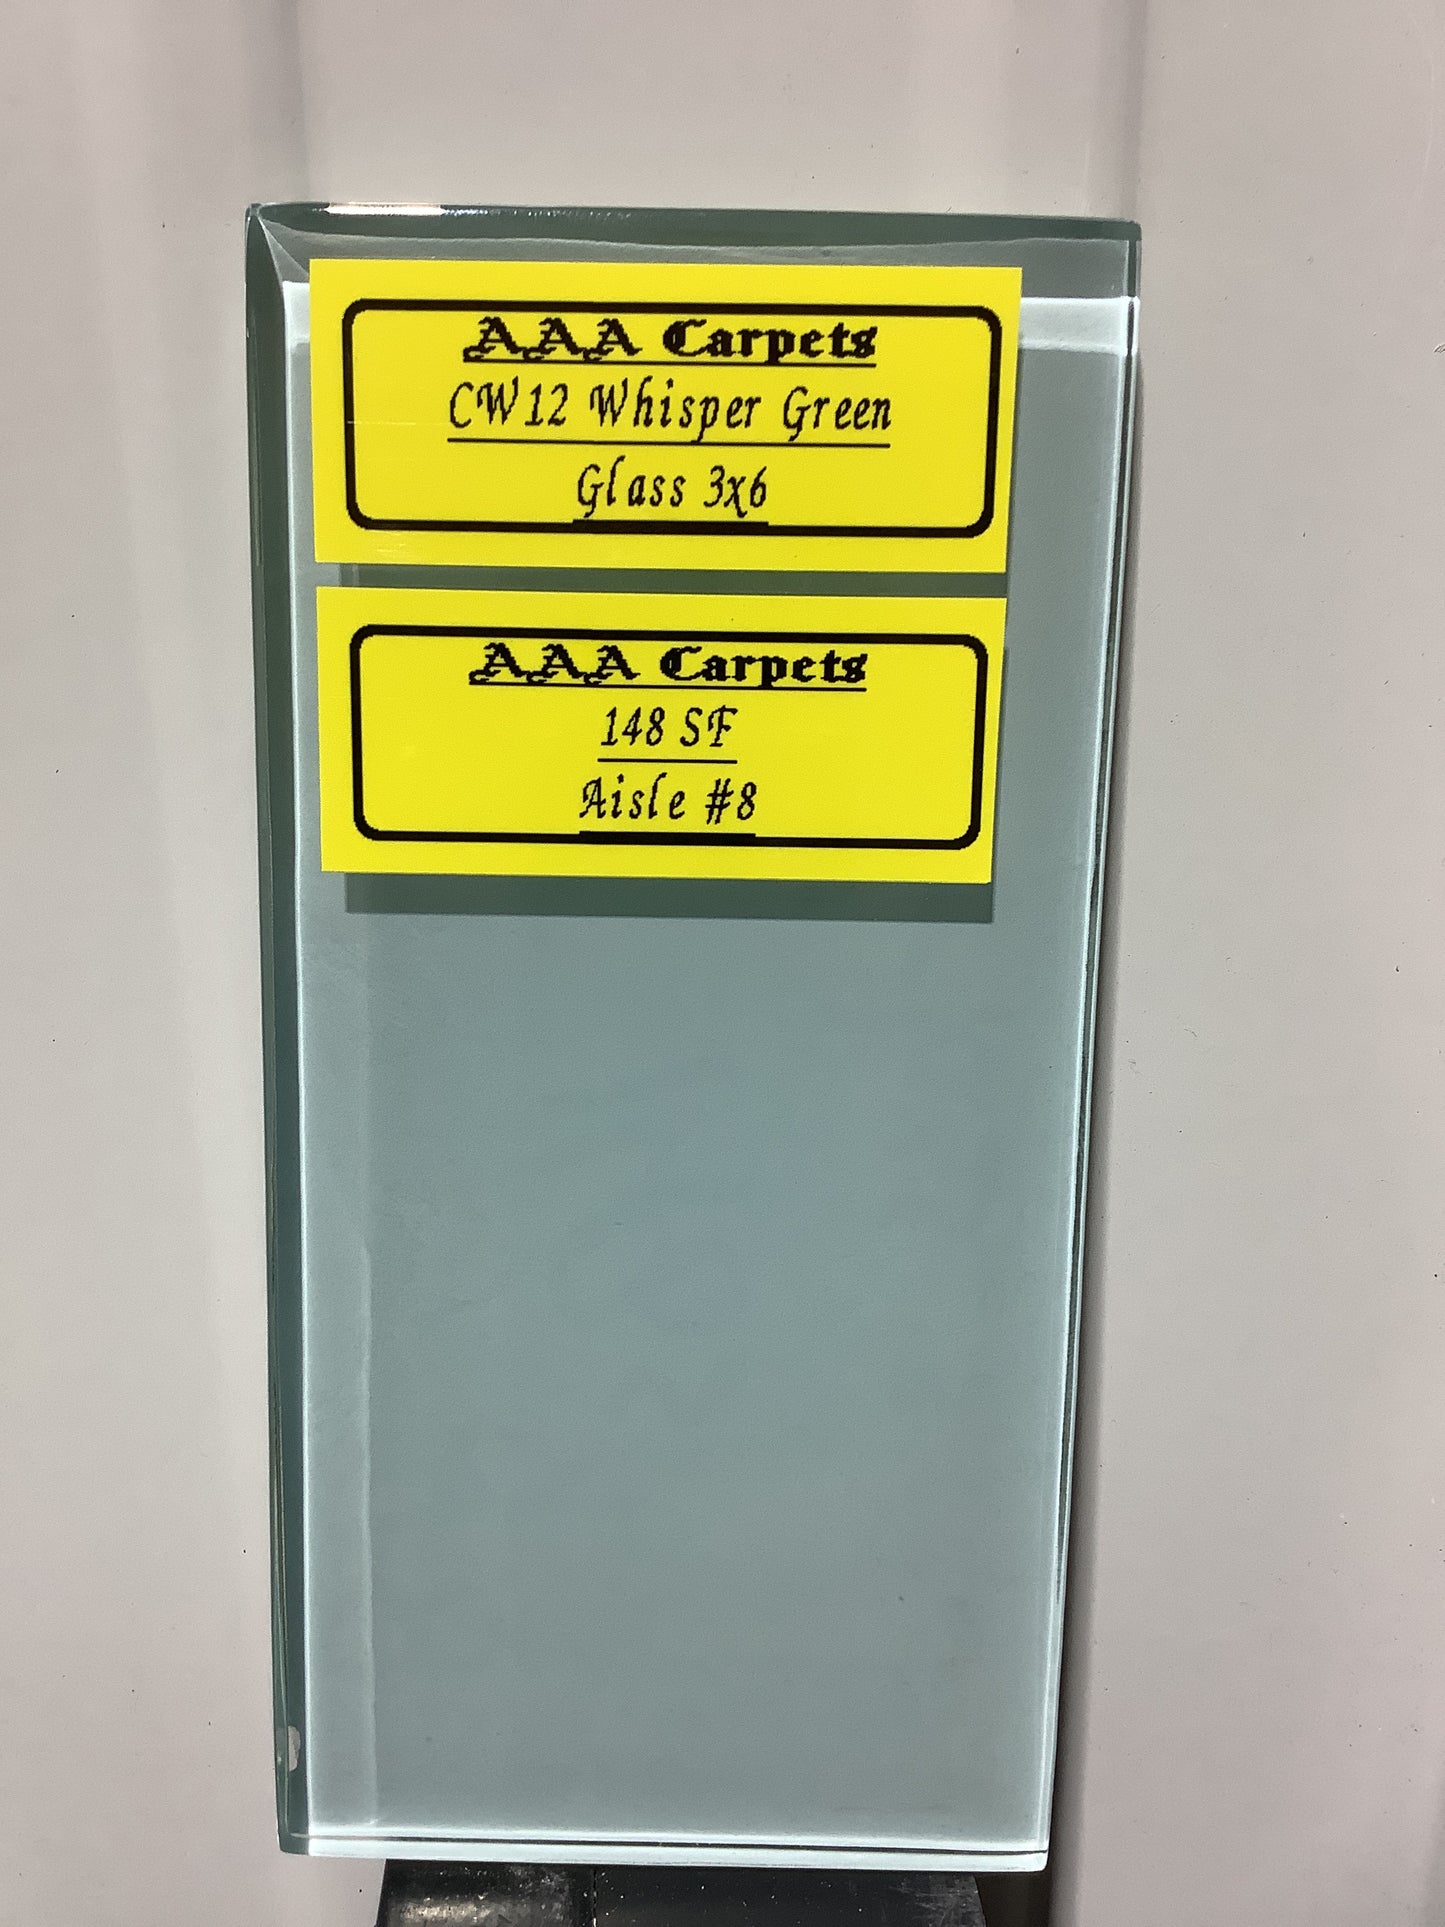 AAA Carpets
CW12 Whisper Green
Glass 3x6
AAA Carpets
148 SF
Aisle #8